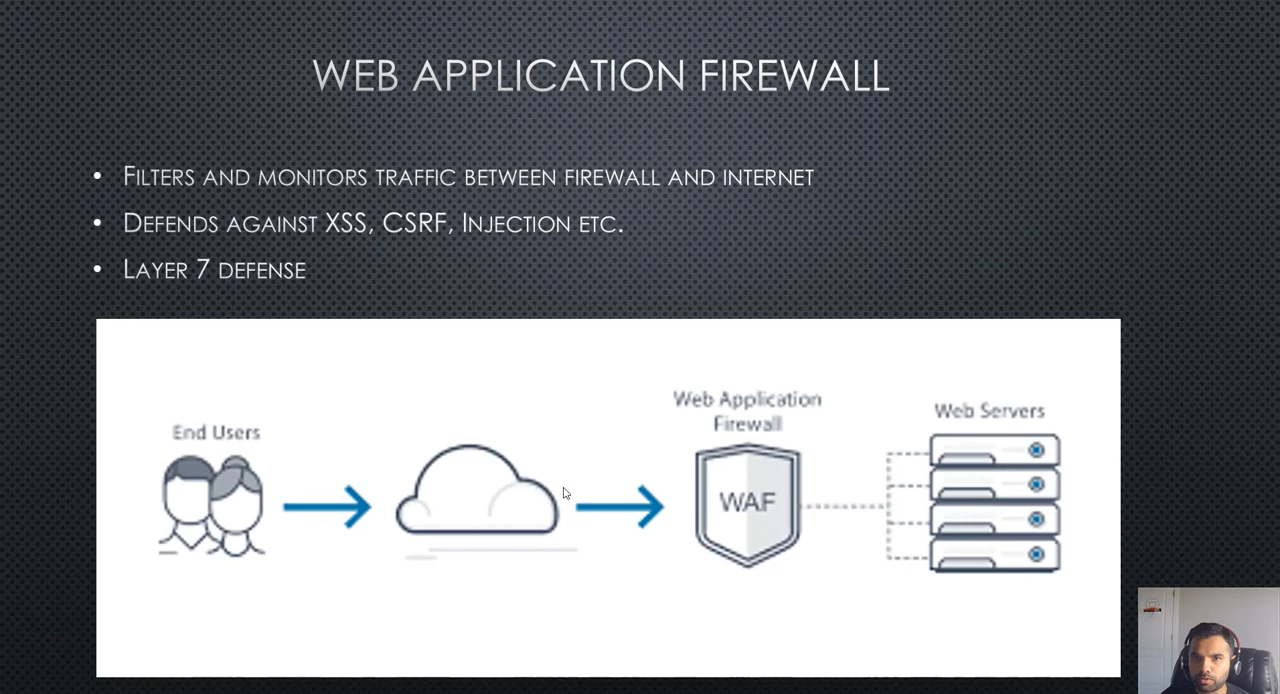 WEB APPLICATION FIREWALL
• FILTERS AND MONITORS TRAFFIC BETWEEN FIREWALL AND INTERNET
• DEFENDS AGAINST XSS, CSRF, INJECTION ETC.
• LAYER 7 DEFENSE
End Users
Web Application
Firewall
WAF
Web Servers